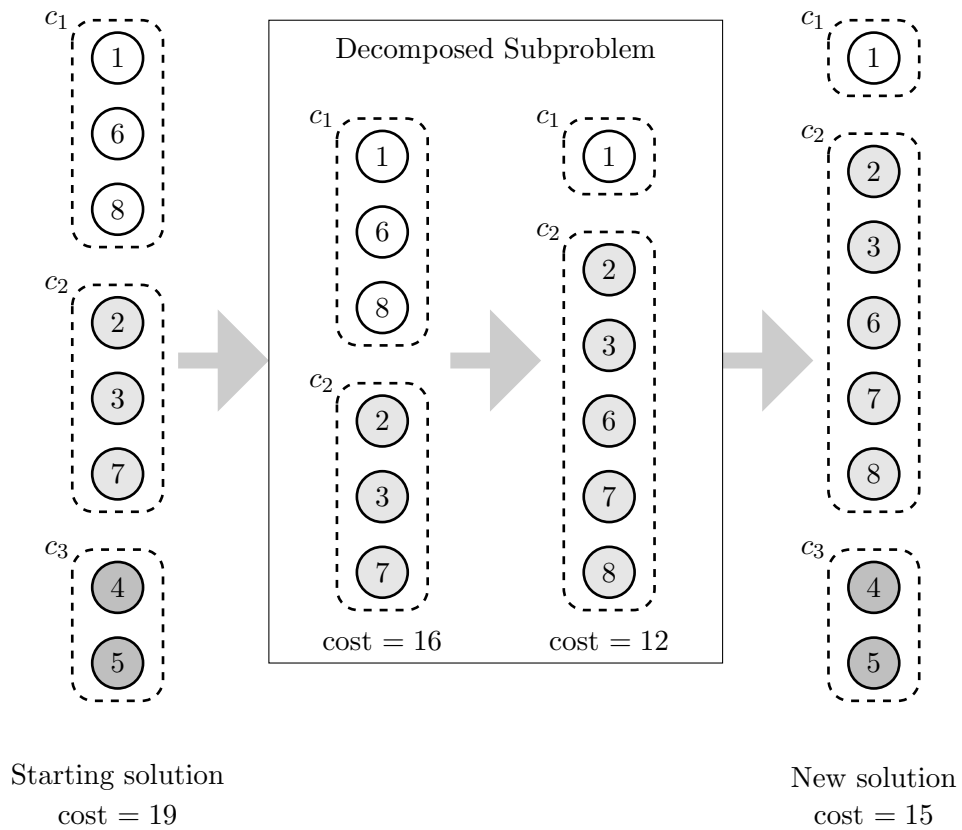 c₁
1
6
8
c₂
2
3
7
c₃
4
5
Starting solution
cost = 19
Decomposed Subproblem
c₁
1
6
8
c₂
2
3
7
cost = 16
c₁
1
c₂
2
3
6
7
8
cost = 12
c₁
1
c₂
2
3
6
7
8
c₃
4
5
New solution
cost = 15